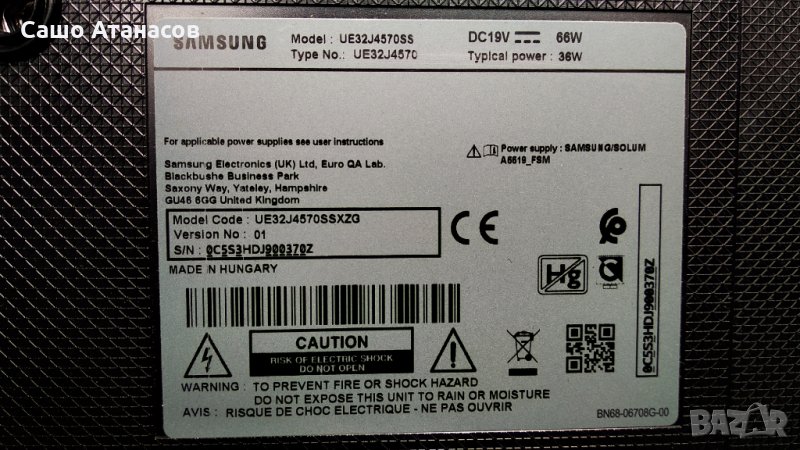 Сашо Атанасов
SAMSUNG
Model : UE32J4570SS
Type No.: UE32J4570
DC19V 66W
Typical power : 36W
For applicable power supplies see user instructions
Samsung Electronics (UK) Ltd, Euro QA Lab.
Blackbushe Business Park
Saxony Way, Yateley, Hampshire
GU46 6GG United Kingdom
Power supply : SAMSUNG/SOLUM
A6619_FSM
Model Code : UE32J4570SSXZG
Version No : 01
S/N : 0C5S3HDJ900370Z
MADE IN HUNGARY
CE
Hg
0C5S3HDJ900370Z
CAUTION
RISK OF ELECTRIC SHOCK
DO NOT OPEN
WARNING : TO PREVENT FIRE OR SHOCK HAZARD
DO NOT EXPOSE THIS UNIT TO RAIN OR MOISTURE
AVIS : RISQUE DE CHOC ELECTRIQUE - NE PAS OUVRIR
BN68-06708G-00
BAZAR.BG